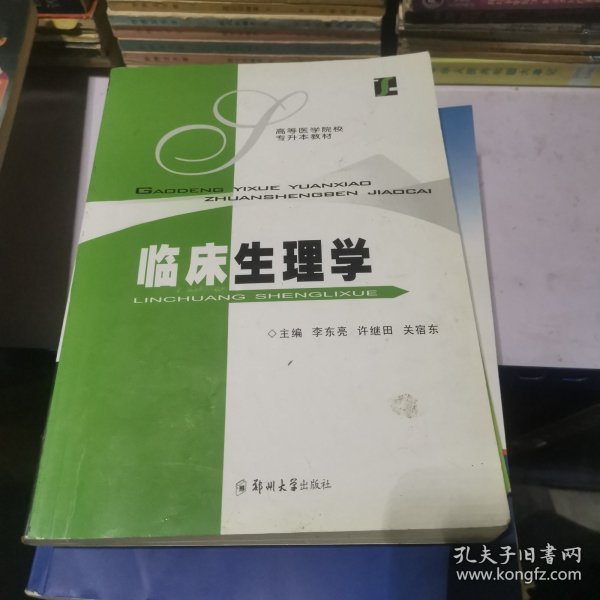 高等医学院校
专升本教材
GAODENG YIXUE YUANXIAO
ZHUANSHENGBEN JIAOCAI
临床生理学
LINCHUANG SHENGLIXUE
◇主编 李东亮 许继田 关宿东
郑州大学出版社
孔夫子旧书网
www.kongfz.com